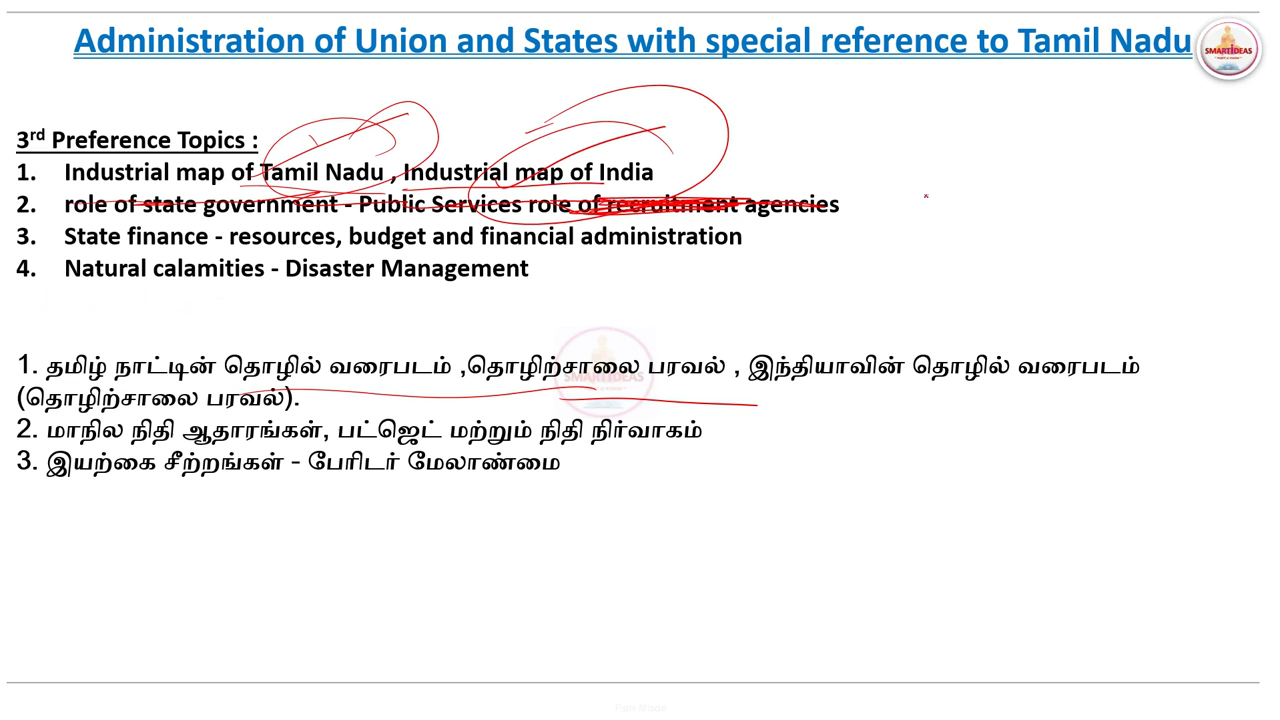 Administration of Union and States with special reference to Tamil Nadu
SMART IDEAS
3rd Preference Topics :
1. Industrial map of Tamil Nadu , Industrial map of India
2. role of state government - Public Services role of recruitment agencies
3. State finance - resources, budget and financial administration
4. Natural calamities - Disaster Management
1. தமிழ் நாட்டின் தொழில் வரைபடம் ,தொழிற்சாலை பரவல் , இந்தியாவின் தொழில் வரைபடம்
(தொழிற்சாலை பரவல்).
2. மாநில நிதி ஆதாரங்கள், பட்ஜெட் மற்றும் நிதி நிர்வாகம்
3. இயற்கை சீற்றங்கள் - பேரிடர் மேலாண்மை